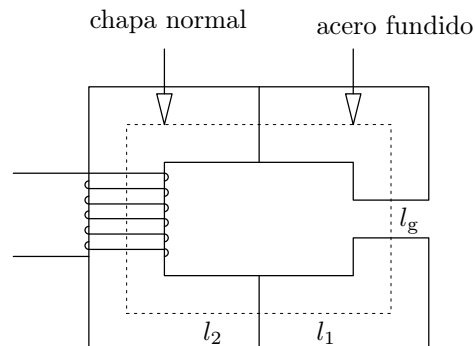 chapa normal
acero fundido
l_g
l_2
l_1